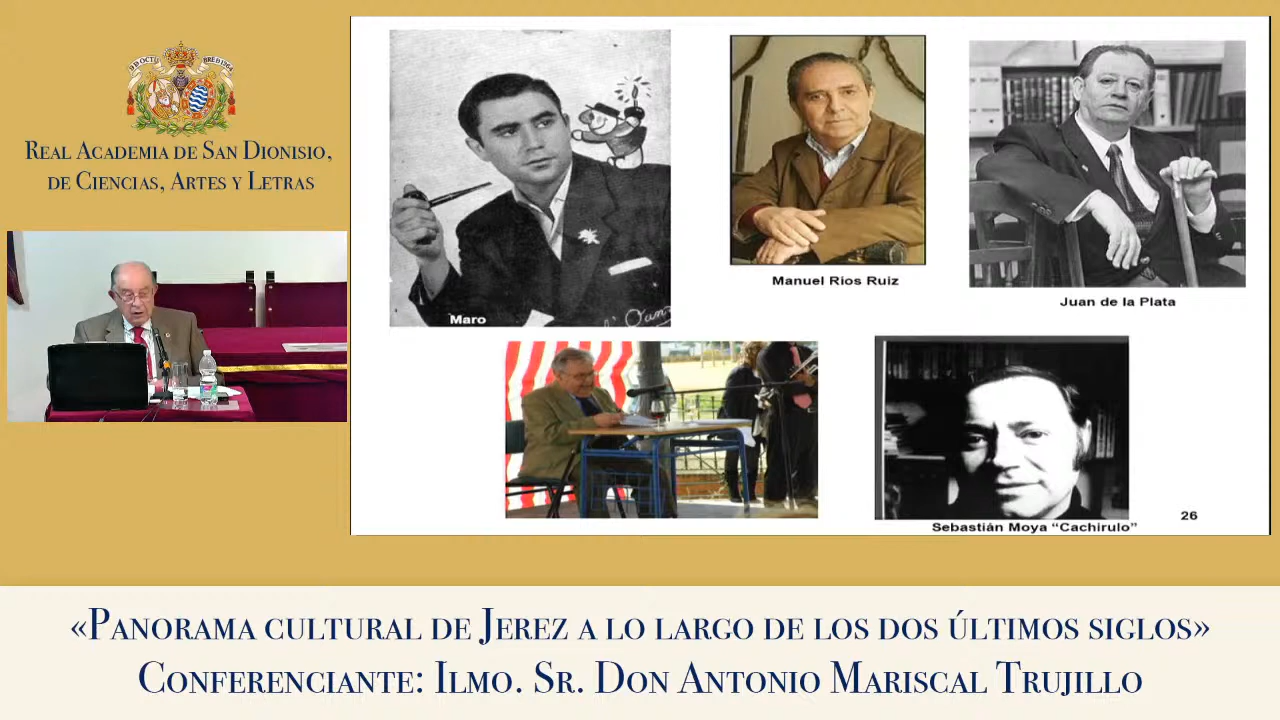 REAL ACADEMIA DE SAN DIONISIO,
DE CIENCIAS, ARTES Y LETRAS
Maro
Manuel Rios Ruiz
Juan de la Plata
Sebastián Moya “Cachirulo”
26
«PANORAMA CULTURAL DE JEREZ A LO LARGO DE LOS DOS ÚLTIMOS SIGLOS»
CONFERENCIANTE: ILMO. SR. DON ANTONIO MARISCAL TRUJILLO